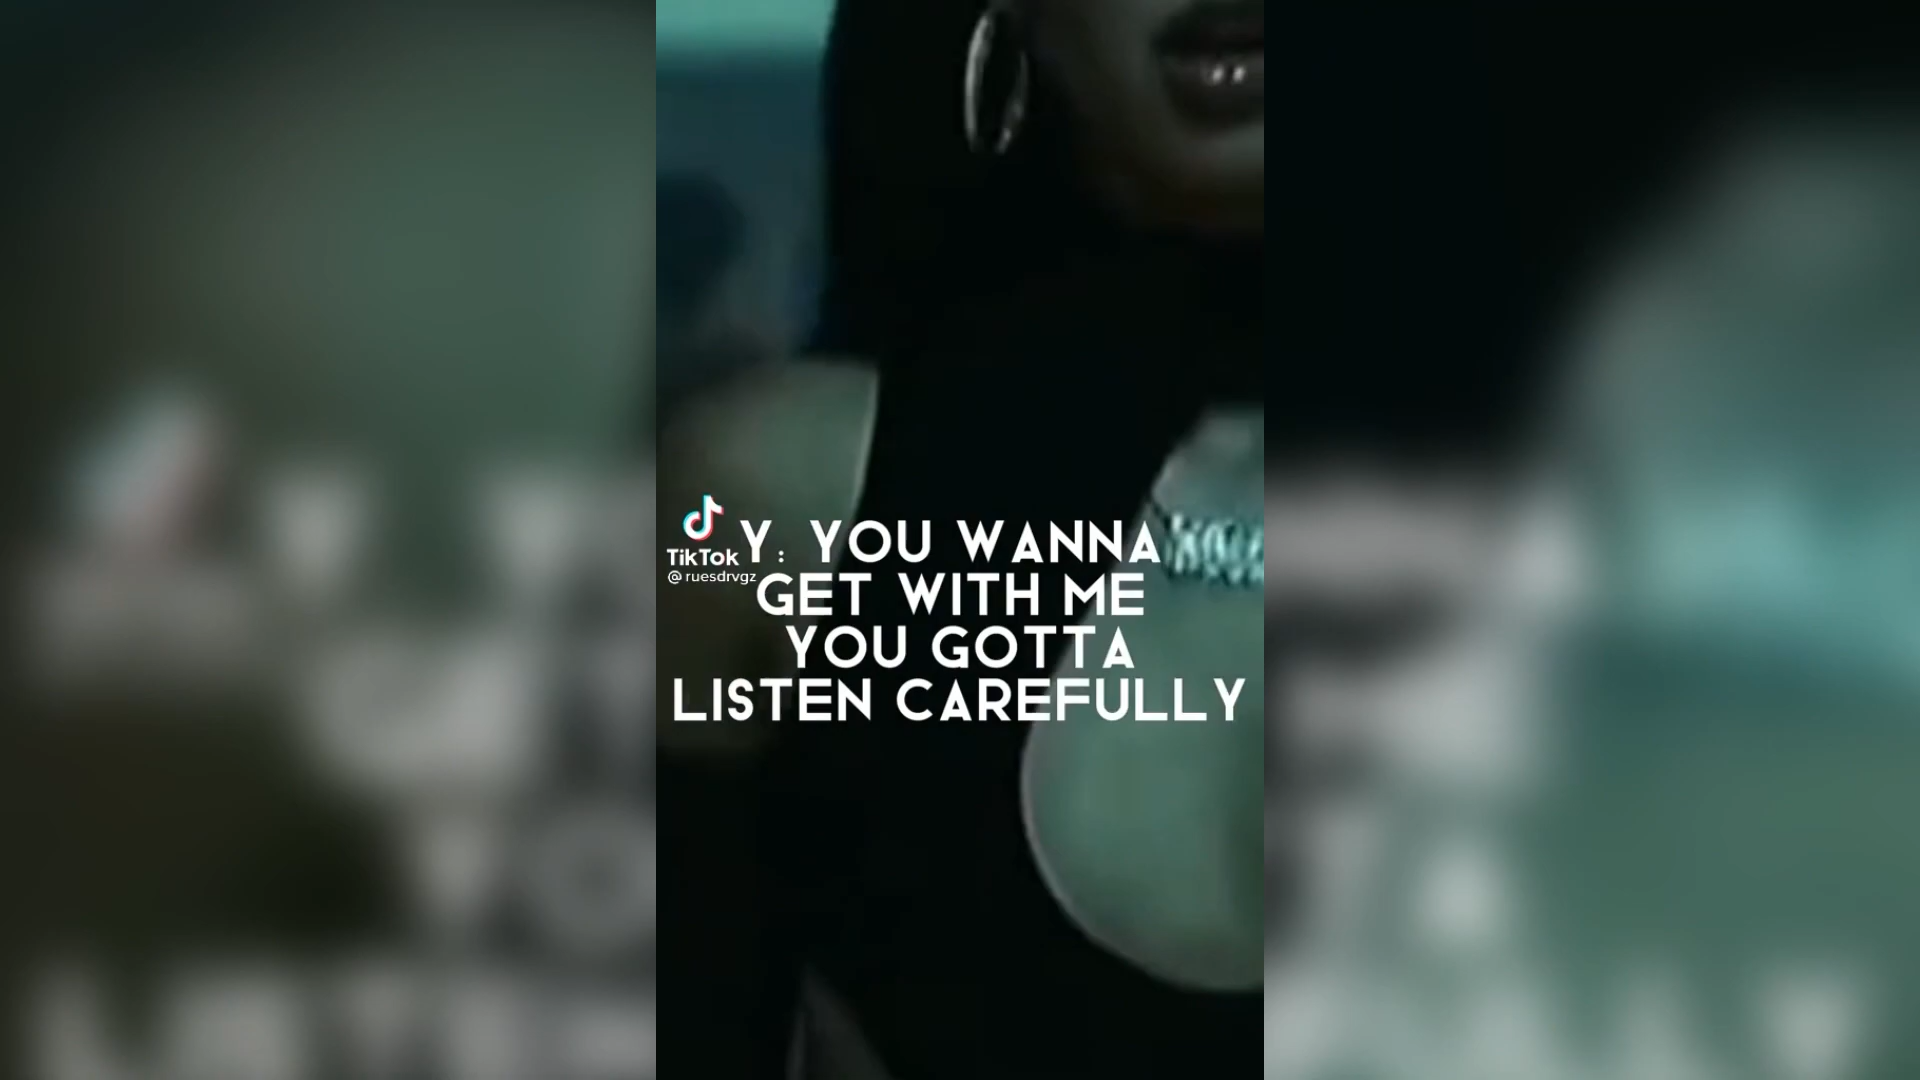 TikTok
@ruesdrvgz
Y: YOU WANNA
GET WITH ME
YOU GOTTA
LISTEN CAREFULLY